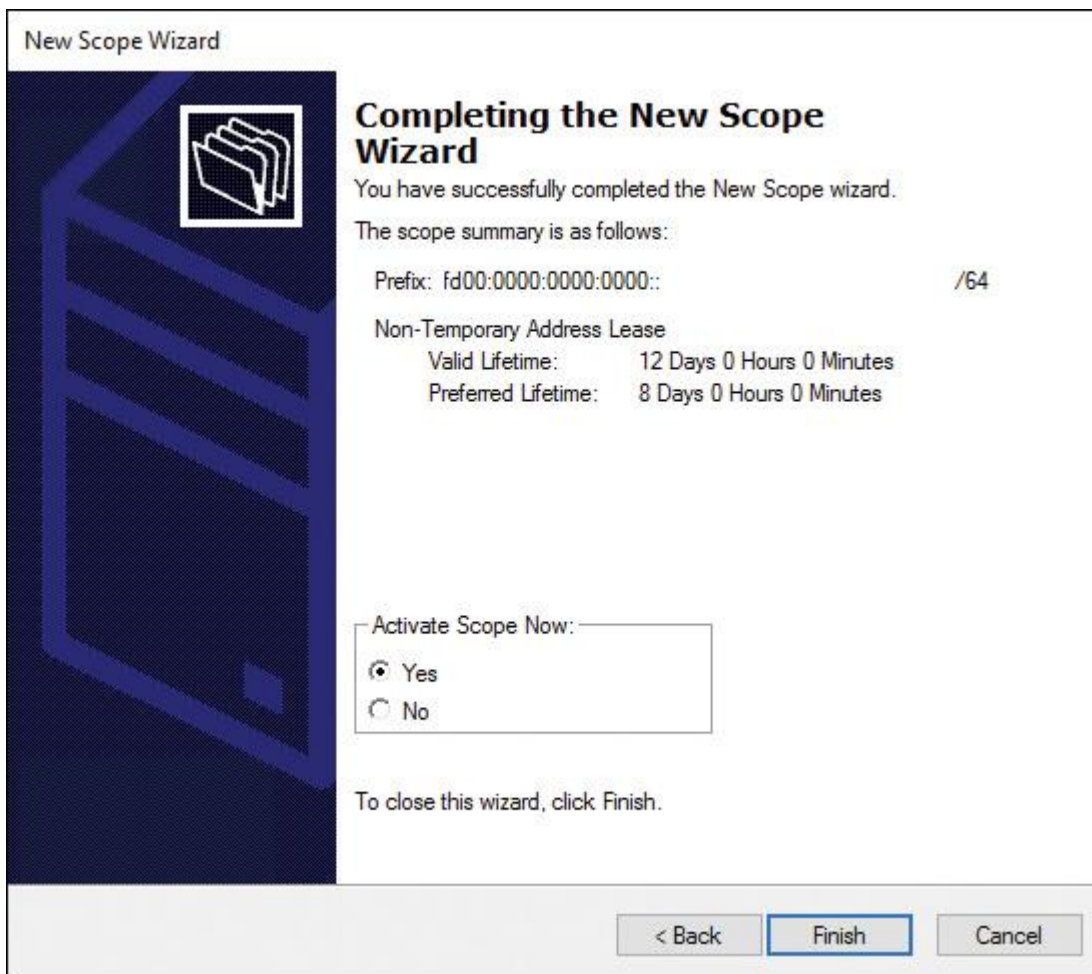 New Scope Wizard
Completing the New Scope
Wizard
You have successfully completed the New Scope wizard.
The scope summary is as follows:
Prefix: fd00:0000:0000:0000:: /64
Non-Temporary Address Lease
Valid Lifetime: 12 Days 0 Hours 0 Minutes
Preferred Lifetime: 8 Days 0 Hours 0 Minutes
Activate Scope Now:
Yes
No
To close this wizard, click Finish.
< Back Finish Cancel